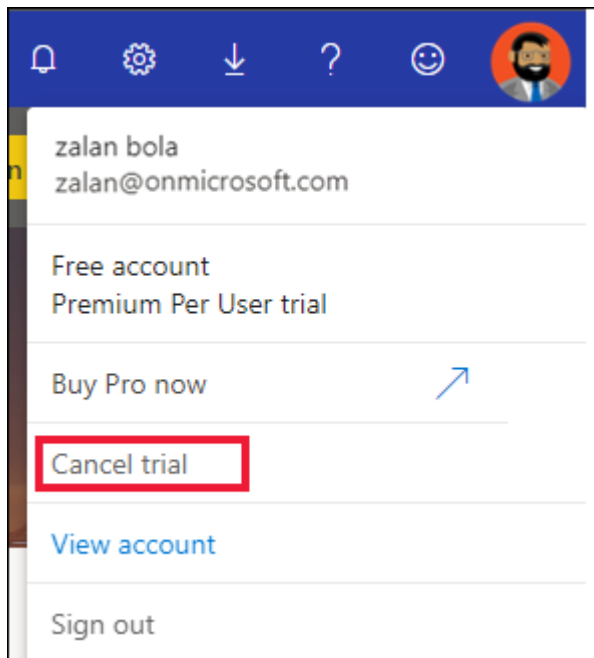 zalan bola
zalan@onmicrosoft.com
n
Free account
Premium Per User trial
Buy Pro now
Cancel trial
View account
Sign out